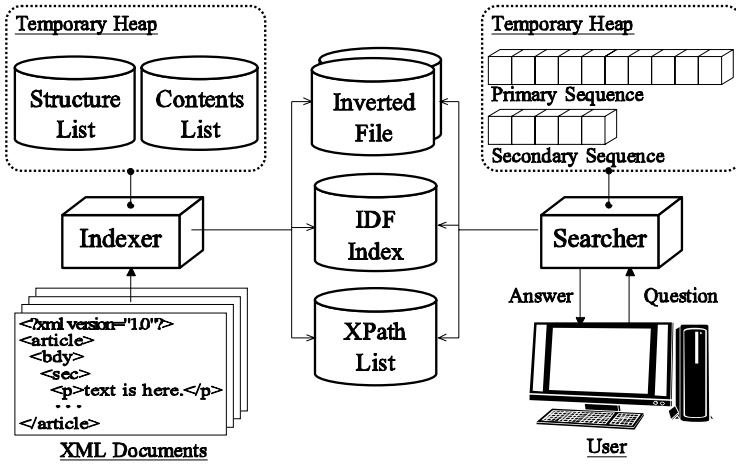 Temporary Heap
Structure
List
Contents
List
Inverted
File
Temporary Heap
Primary Sequence
Secondary Sequence
Indexer
IDF
Index
Searcher
XPath
List
Answer
Question
<?xml version="1.0"?>
<article>
<bdy>
<sec>
<p>text is here.</p>
...
</article>
XML Documents
User